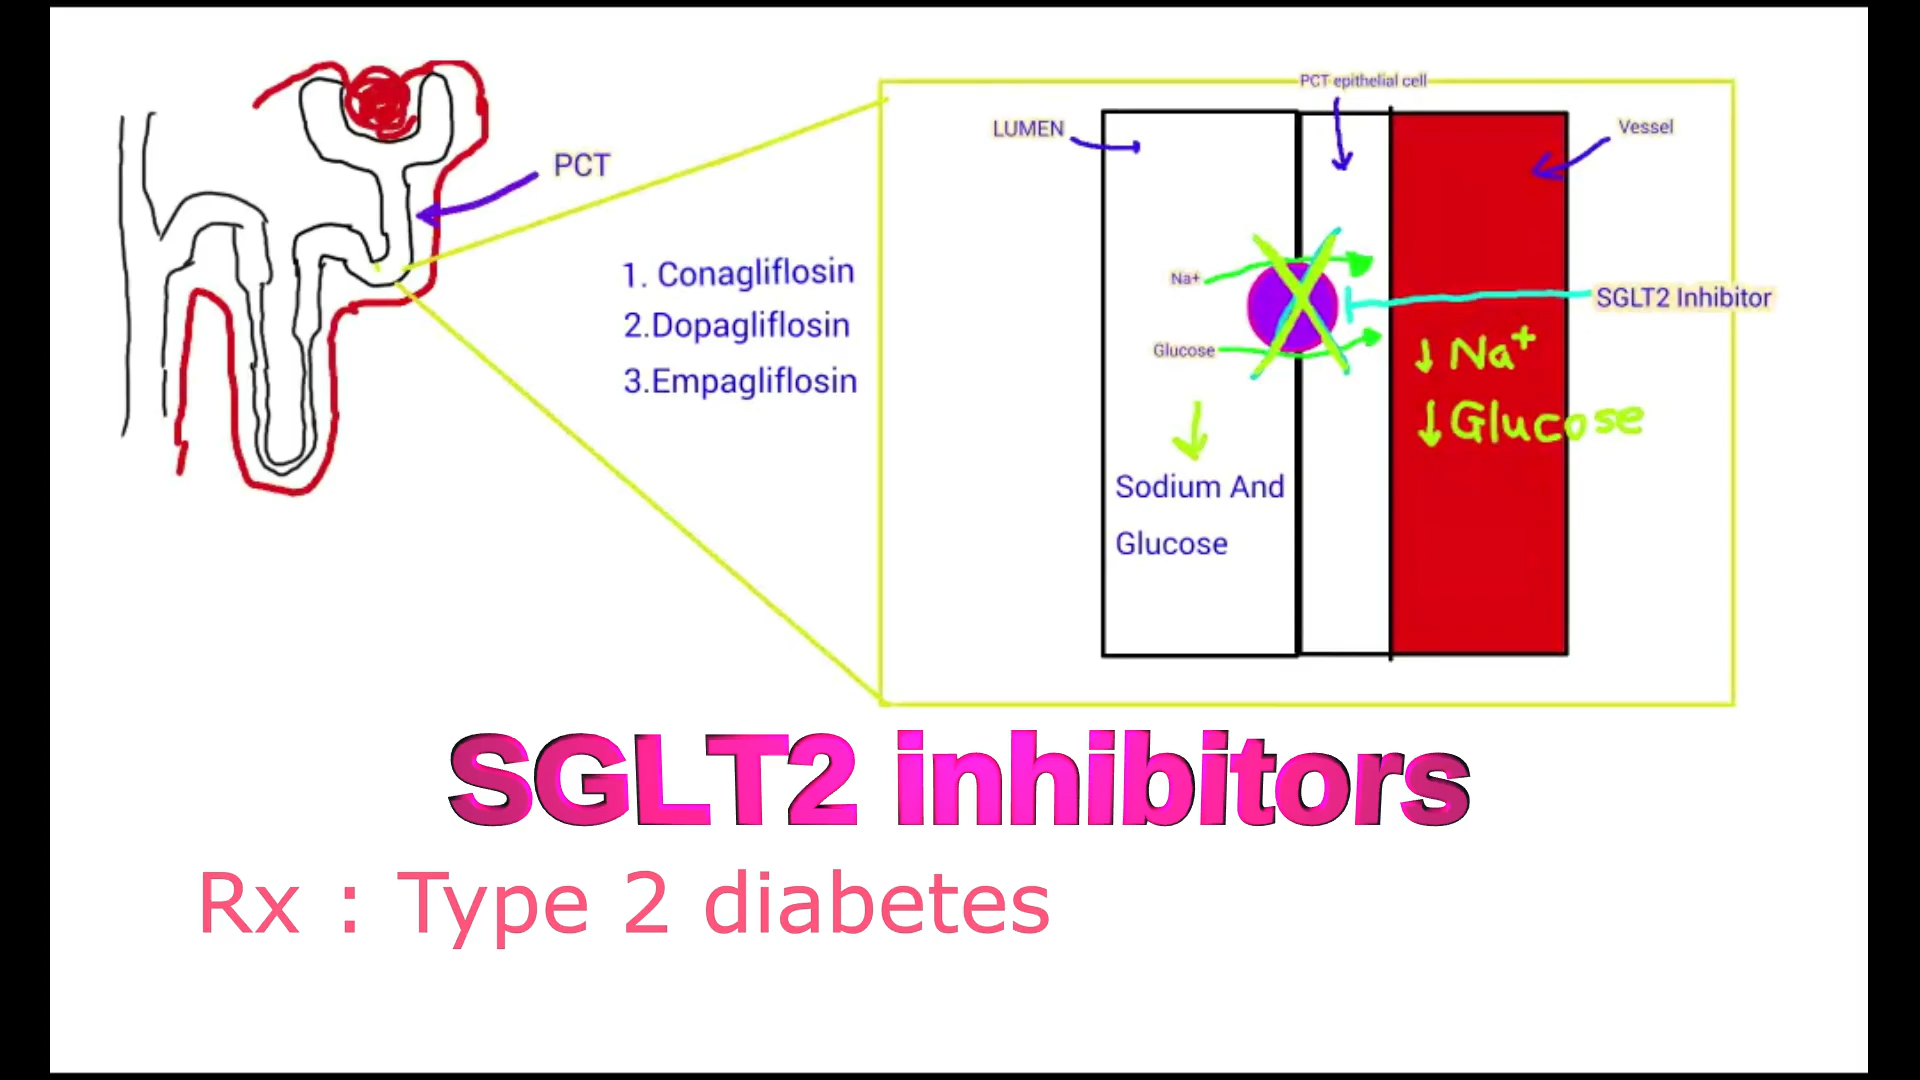 PCT epithelial cell
LUMEN
Vessel
PCT
1. Conagliflosin
2.Dopagliflosin
3.Empagliflosin
Na+
Glucose
SGLT2 Inhibitor
↓ Na+
↓ Glucose
Sodium And
Glucose
SGLT2 inhibitors
Rx : Type 2 diabetes